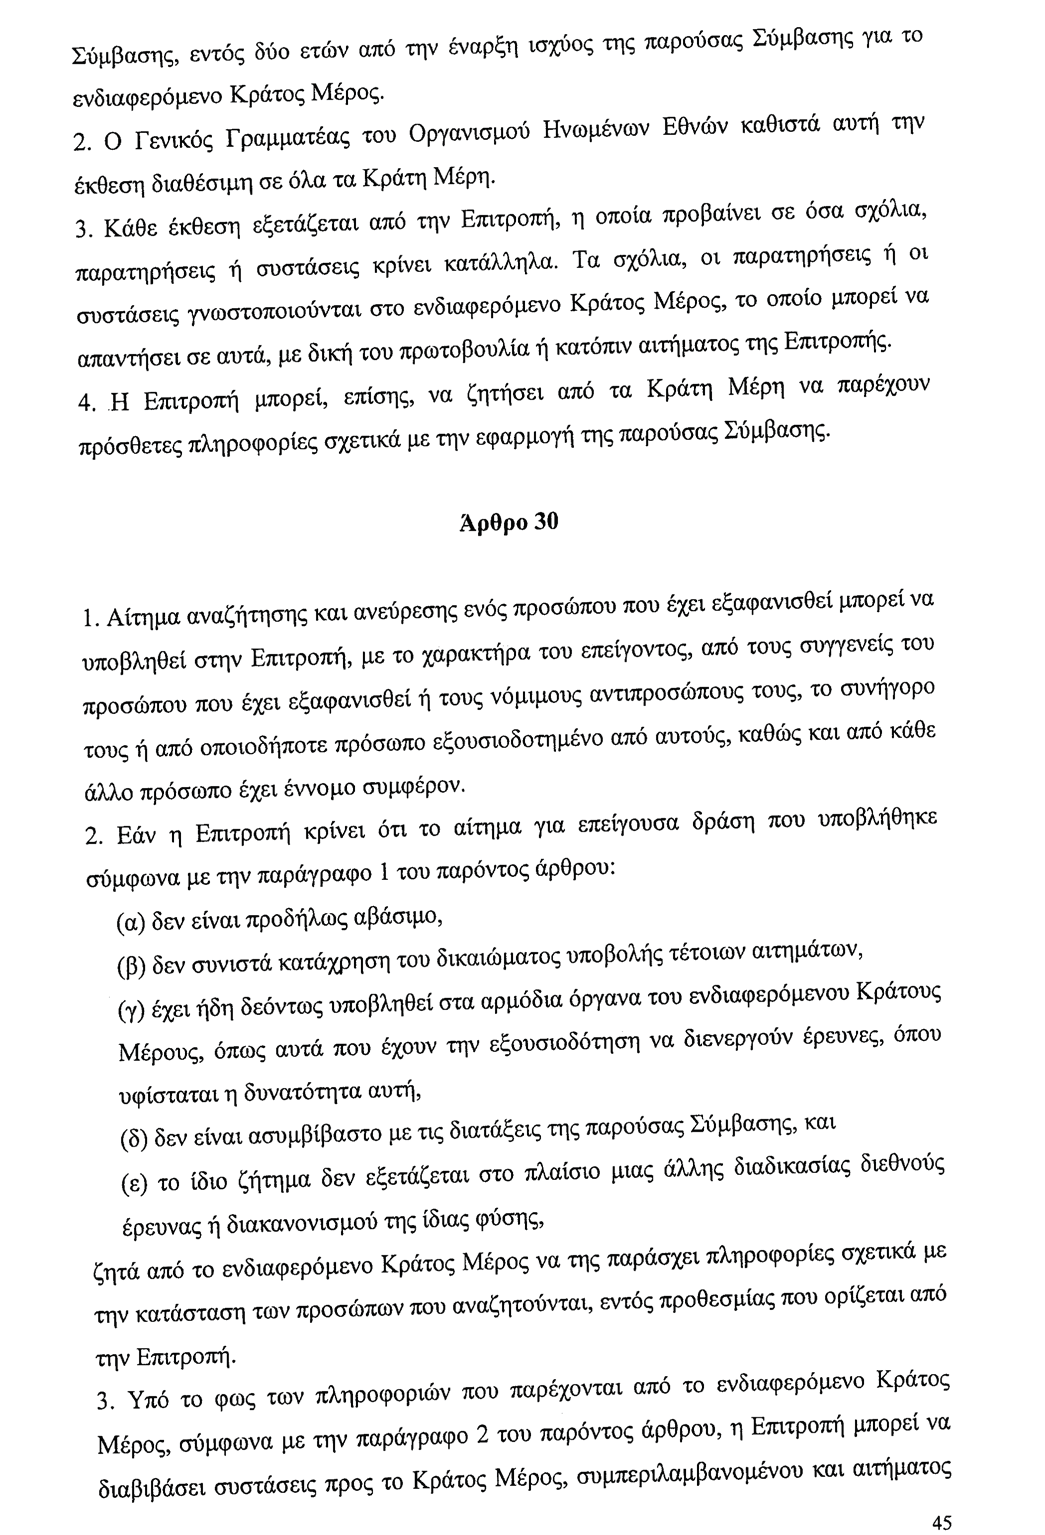 Σύμβασης, εντός δύο ετών από την έναρξη ισχύος της παρούσας Σύμβασης για το
ενδιαφερόμενο Κράτος Μέρος.
2. Ο Γενικός Γραμματέας του Οργανισμού Ηνωμένων Εθνών καθιστά αυτή την
έκθεση διαθέσιμη σε όλα τα Κράτη Μέρη.
3. Κάθε έκθεση εξετάζεται από την Επιτροπή, η οποία προβαίνει σε όσα σχόλια,
παρατηρήσεις ή συστάσεις κρίνει κατάλληλα. Τα σχόλια, οι παρατηρήσεις ή οι
συστάσεις γνωστοποιούνται στο ενδιαφερόμενο Κράτος Μέρος, το οποίο μπορεί να
απαντήσει σε αυτά, με δική του πρωτοβουλία ή κατόπιν αιτήματος της Επιτροπής.
4. Η Επιτροπή μπορεί, επίσης, να ζητήσει από τα Κράτη Μέρη να παρέχουν
πρόσθετες πληροφορίες σχετικά με την εφαρμογή της παρούσας Σύμβασης.
Άρθρο 30
1. Αίτημα αναζήτησης και ανεύρεσης ενός προσώπου που έχει εξαφανισθεί μπορεί να
υποβληθεί στην Επιτροπή, με το χαρακτήρα του επείγοντος, από τους συγγενείς του
προσώπου που έχει εξαφανισθεί ή τους νόμιμους αντιπροσώπους τους, το συνήγορο
τους ή από οποιοδήποτε πρόσωπο εξουσιοδοτημένο από αυτούς, καθώς και από κάθε
άλλο πρόσωπο έχει έννομο συμφέρον.
2. Εάν η Επιτροπή κρίνει ότι το αίτημα για επείγουσα δράση που υποβλήθηκε
σύμφωνα με την παράγραφο 1 του παρόντος άρθρου:
(α) δεν είναι προδήλως αβάσιμο,
(β) δεν συνιστά κατάχρηση του δικαιώματος υποβολής τέτοιων αιτημάτων,
(γ) έχει ήδη δεόντως υποβληθεί στα αρμόδια όργανα του ενδιαφερόμενου Κράτους
Μέρους, όπως αυτά που έχουν την εξουσιοδότηση να διενεργούν έρευνες, όπου
υφίσταται η δυνατότητα αυτή,
(δ) δεν είναι ασυμβίβαστο με τις διατάξεις της παρούσας Σύμβασης, και
(ε) το ίδιο ζήτημα δεν εξετάζεται στο πλαίσιο μιας άλλης διαδικασίας διεθνούς
έρευνας ή διακανονισμού της ίδιας φύσης,
ζητά από το ενδιαφερόμενο Κράτος Μέρος να της παράσχει πληροφορίες σχετικά με
την κατάσταση των προσώπων που αναζητούνται, εντός προθεσμίας που ορίζεται από
την Επιτροπή.
3. Υπό το φως των πληροφοριών που παρέχονται από το ενδιαφερόμενο Κράτος
Μέρος, σύμφωνα με την παράγραφο 2 του παρόντος άρθρου, η Επιτροπή μπορεί να
διαβιβάσει συστάσεις προς το Κράτος Μέρος, συμπεριλαμβανομένου και αιτήματος
45